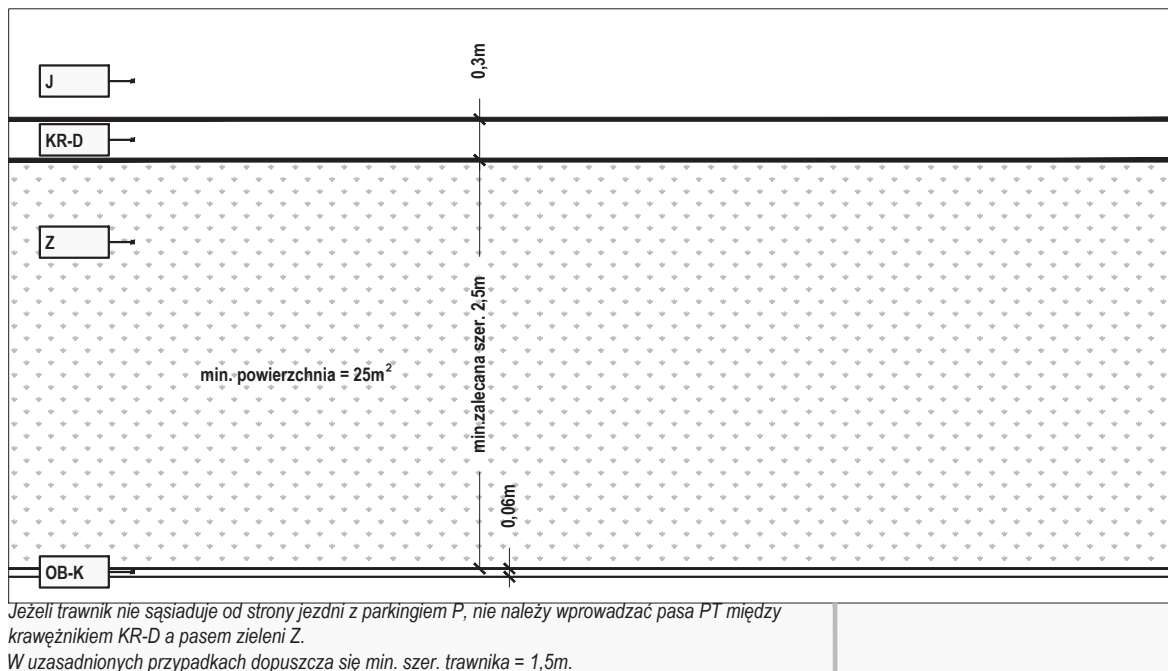 0,3m
J
KR-D
Z
min.zalecana szer. 2,5m
min. powierzchnia = 25m²
0,06m
OB-K
Jeżeli trawnik nie sąsiaduje od strony jezdni z parkingiem P, nie należy wprowadzać pasa PT między
krawężnikiem KR-D a pasem zieleni Z.
W uzasadnionych przypadkach dopuszcza się min. szer. trawnika = 1,5m.